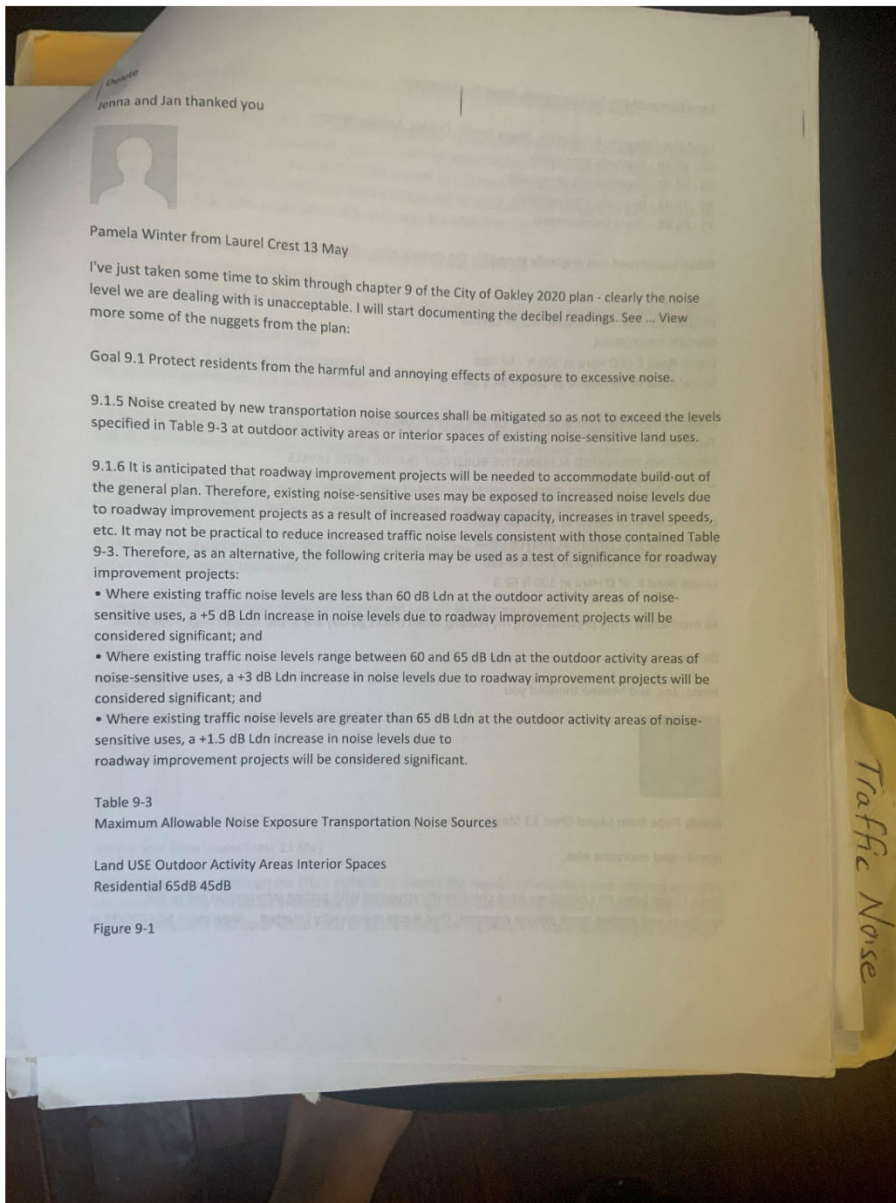 Delete
Jenna and Jan thanked you
Pamela Winter from Laurel Crest 13 May
I've just taken some time to skim through chapter 9 of the City of Oakley 2020 plan - clearly the noise
level we are dealing with is unacceptable. I will start documenting the decibel readings. See ... View
more some of the nuggets from the plan:
Goal 9.1 Protect residents from the harmful and annoying effects of exposure to excessive noise.
9.1.5 Noise created by new transportation noise sources shall be mitigated so as not to exceed the levels
specified in Table 9-3 at outdoor activity areas or interior spaces of existing noise-sensitive land uses.
9.1.6 It is anticipated that roadway improvement projects will be needed to accommodate build-out of
the general plan. Therefore, existing noise-sensitive uses may be exposed to increased noise levels due
to roadway improvement projects as a result of increased roadway capacity, increases in travel speeds,
etc. It may not be practical to reduce increased traffic noise levels consistent with those contained Table
9-3. Therefore, as an alternative, the following criteria may be used as a test of significance for roadway
improvement projects:
• Where existing traffic noise levels are less than 60 dB Ldn at the outdoor activity areas of noise-
sensitive uses, a +5 dB Ldn increase in noise levels due to roadway improvement projects will be
considered significant; and
• Where existing traffic noise levels range between 60 and 65 dB Ldn at the outdoor activity areas of
noise-sensitive uses, a +3 dB Ldn increase in noise levels due to roadway improvement projects will be
considered significant; and
• Where existing traffic noise levels are greater than 65 dB Ldn at the outdoor activity areas of noise-
sensitive uses, a +1.5 dB Ldn increase in noise levels due to
roadway improvement projects will be considered significant.
Table 9-3
Maximum Allowable Noise Exposure Transportation Noise Sources
Land USE Outdoor Activity Areas Interior Spaces
Residential 65dB 45dB
Figure 9-1
Traffic Noise